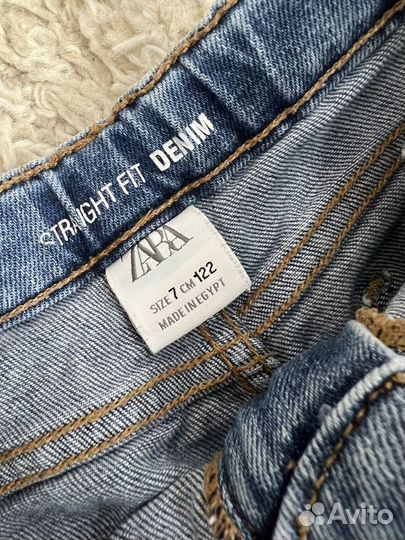 STRAIGHT FIT DENIM
ZARA
SIZE 7 CM 122
MADE IN EGYPT
Avito